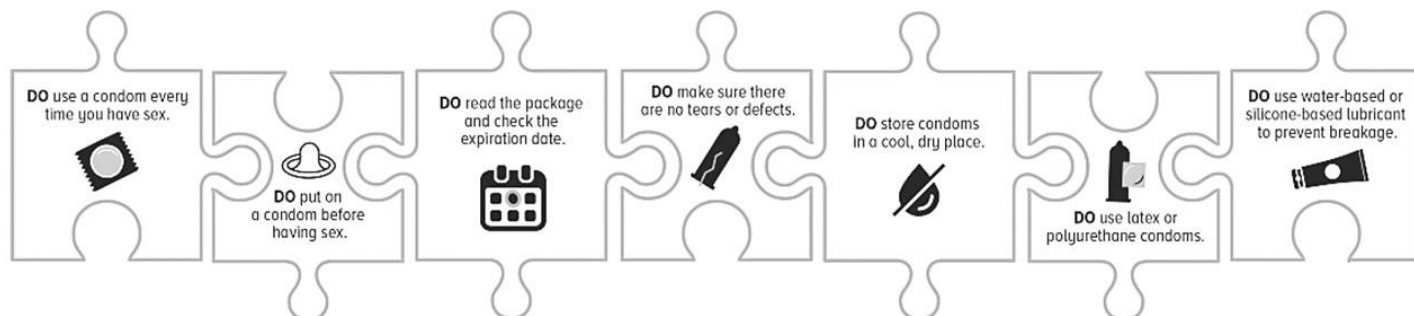 DO use a condom every
time you have sex.
DO put on
a condom before
having sex.
DO read the package
and check the
expiration date.
DO make sure there
are no tears or defects.
DO store condoms
in a cool, dry place.
DO use latex or
polyurethane condoms.
DO use water-based or
silicone-based lubricant
to prevent breakage.